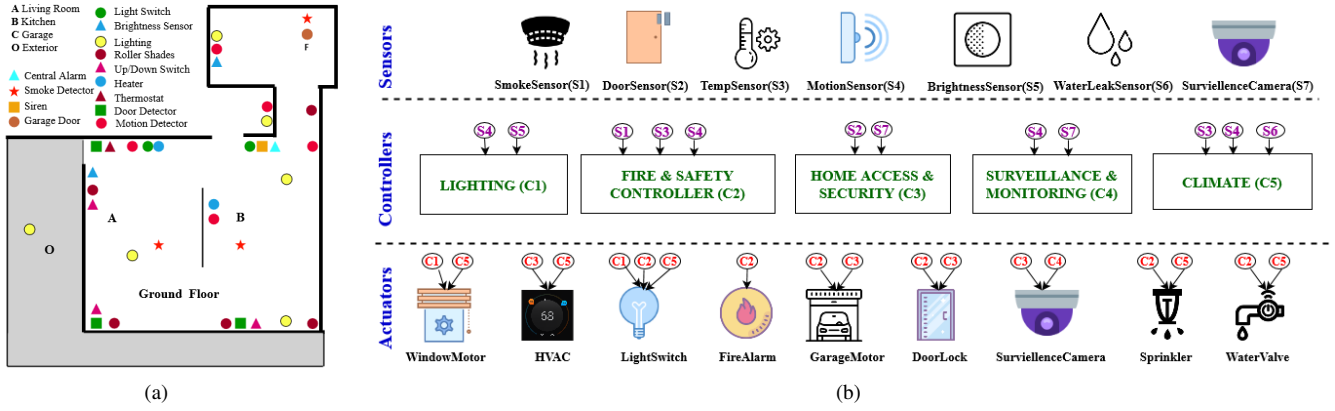 A Living Room
B Kitchen
C Garage
O Exterior
Central Alarm
Smoke Detector
Siren
Garage Door
Light Switch
Brightness Sensor
Lighting
Roller Shades
Up/Down Switch
Heater
Thermostat
Door Detector
Motion Detector
F
A
B
O
Ground Floor
(a)
Sensors
SmokeSensor(S1)
DoorSensor(S2)
TempSensor(S3)
MotionSensor(S4)
BrightnessSensor(S5)
WaterLeakSensor(S6)
SurviellenceCamera(S7)
Controllers
S4 S5
LIGHTING (C1)
S1 S3 S4
FIRE & SAFETY
CONTROLLER (C2)
S2 S7
HOME ACCESS &
SECURITY (C3)
S4 S7
SURVEILLANCE &
MONITORING (C4)
S3 S4 S6
CLIMATE (C5)
Actuators
C1 C5
WindowMotor
C3 C5
68
HVAC
C1 C2 C5
LightSwitch
C2
FireAlarm
C2 C3
GarageMotor
C2 C3
DoorLock
C3 C4
SurviellenceCamera
C2 C5
Sprinkler
C2 C5
WaterValve
(b)